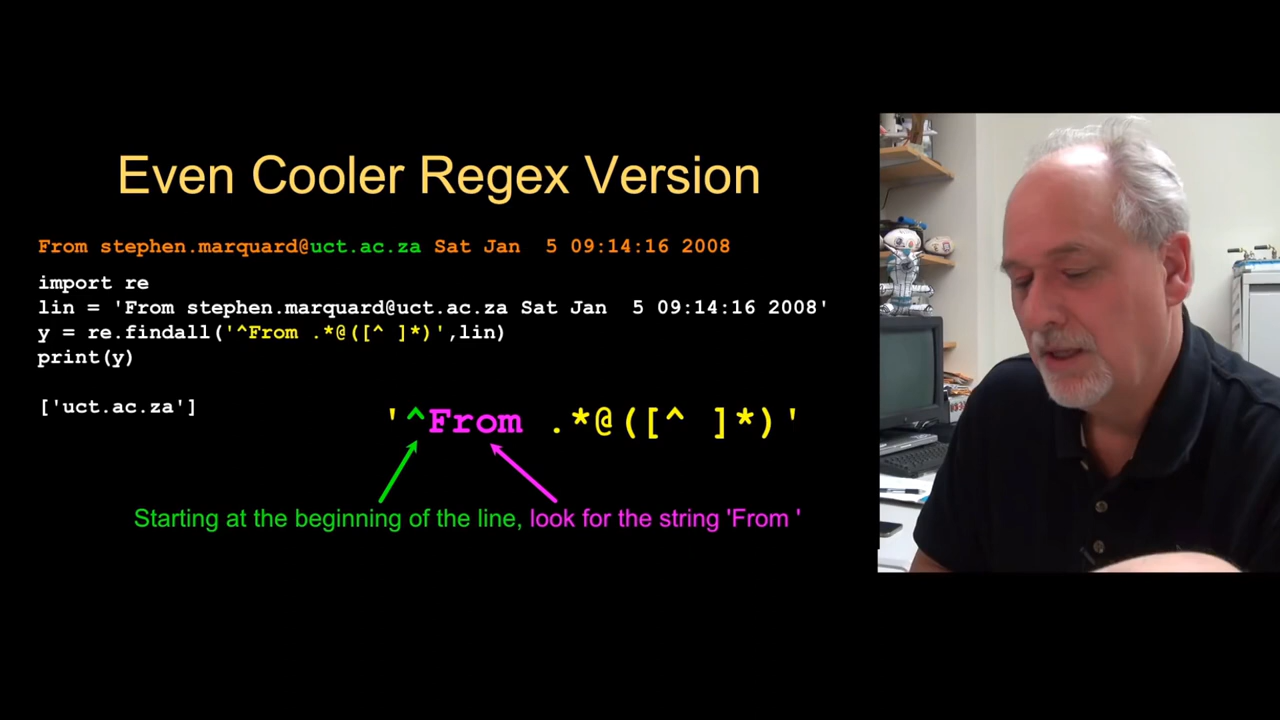 Even Cooler Regex Version
From stephen.marquard@uct.ac.za Sat Jan  5 09:14:16 2008
import re
lin = 'From stephen.marquard@uct.ac.za Sat Jan  5 09:14:16 2008'
y = re.findall('^From .*@([^ ]*)',lin)
print(y)
['uct.ac.za']
'^From .*@([^ ]*)'
Starting at the beginning of the line, look for the string 'From '